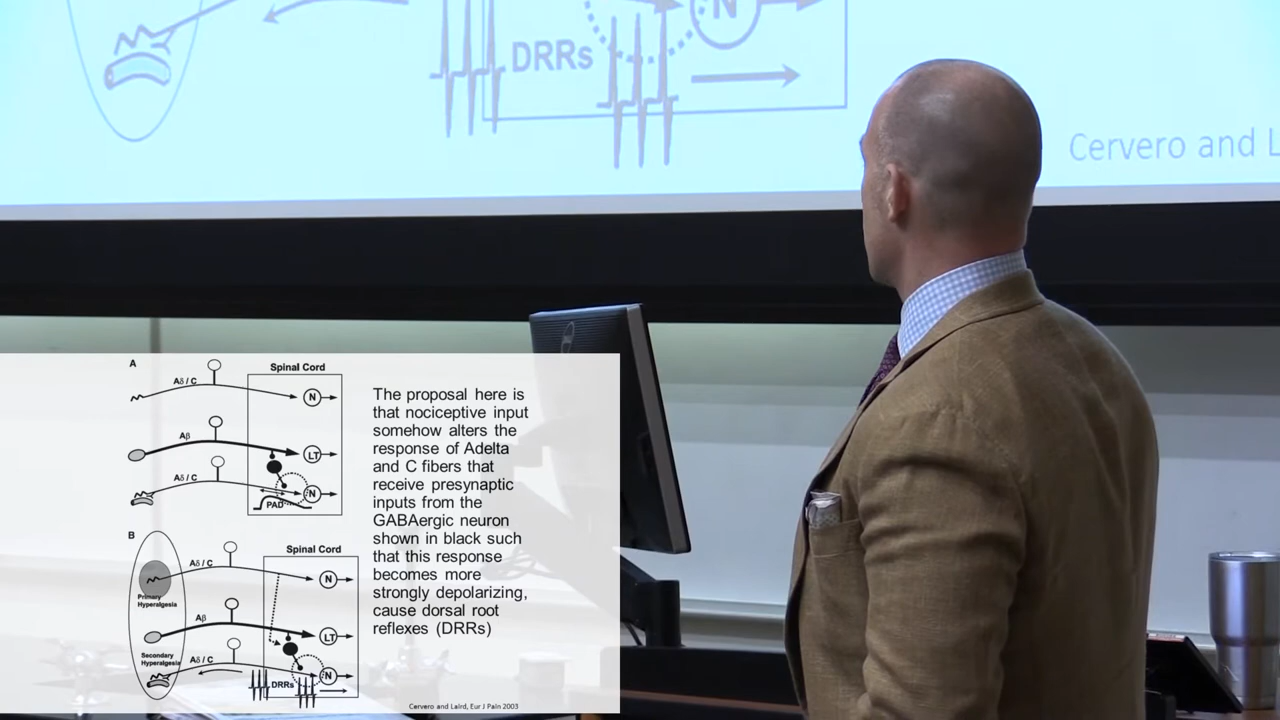 N
DRRs
Cervero and L
A
Spinal Cord
Aδ / C
N
Aβ
LT
Aδ / C
N
PAD
B
Spinal Cord
Aδ / C
N
Primary
Hyperalgesia
Aβ
LT
Secondary
Hyperalgesia
Aδ / C
N
DRRs
The proposal here is
that nociceptive input
somehow alters the
response of Adelta
and C fibers that
receive presynaptic
inputs from the
GABAergic neuron
shown in black such
that this response
becomes more
strongly depolarizing,
cause dorsal root
reflexes (DRRs)
Cervero and Laird, Eur J Pain 2003